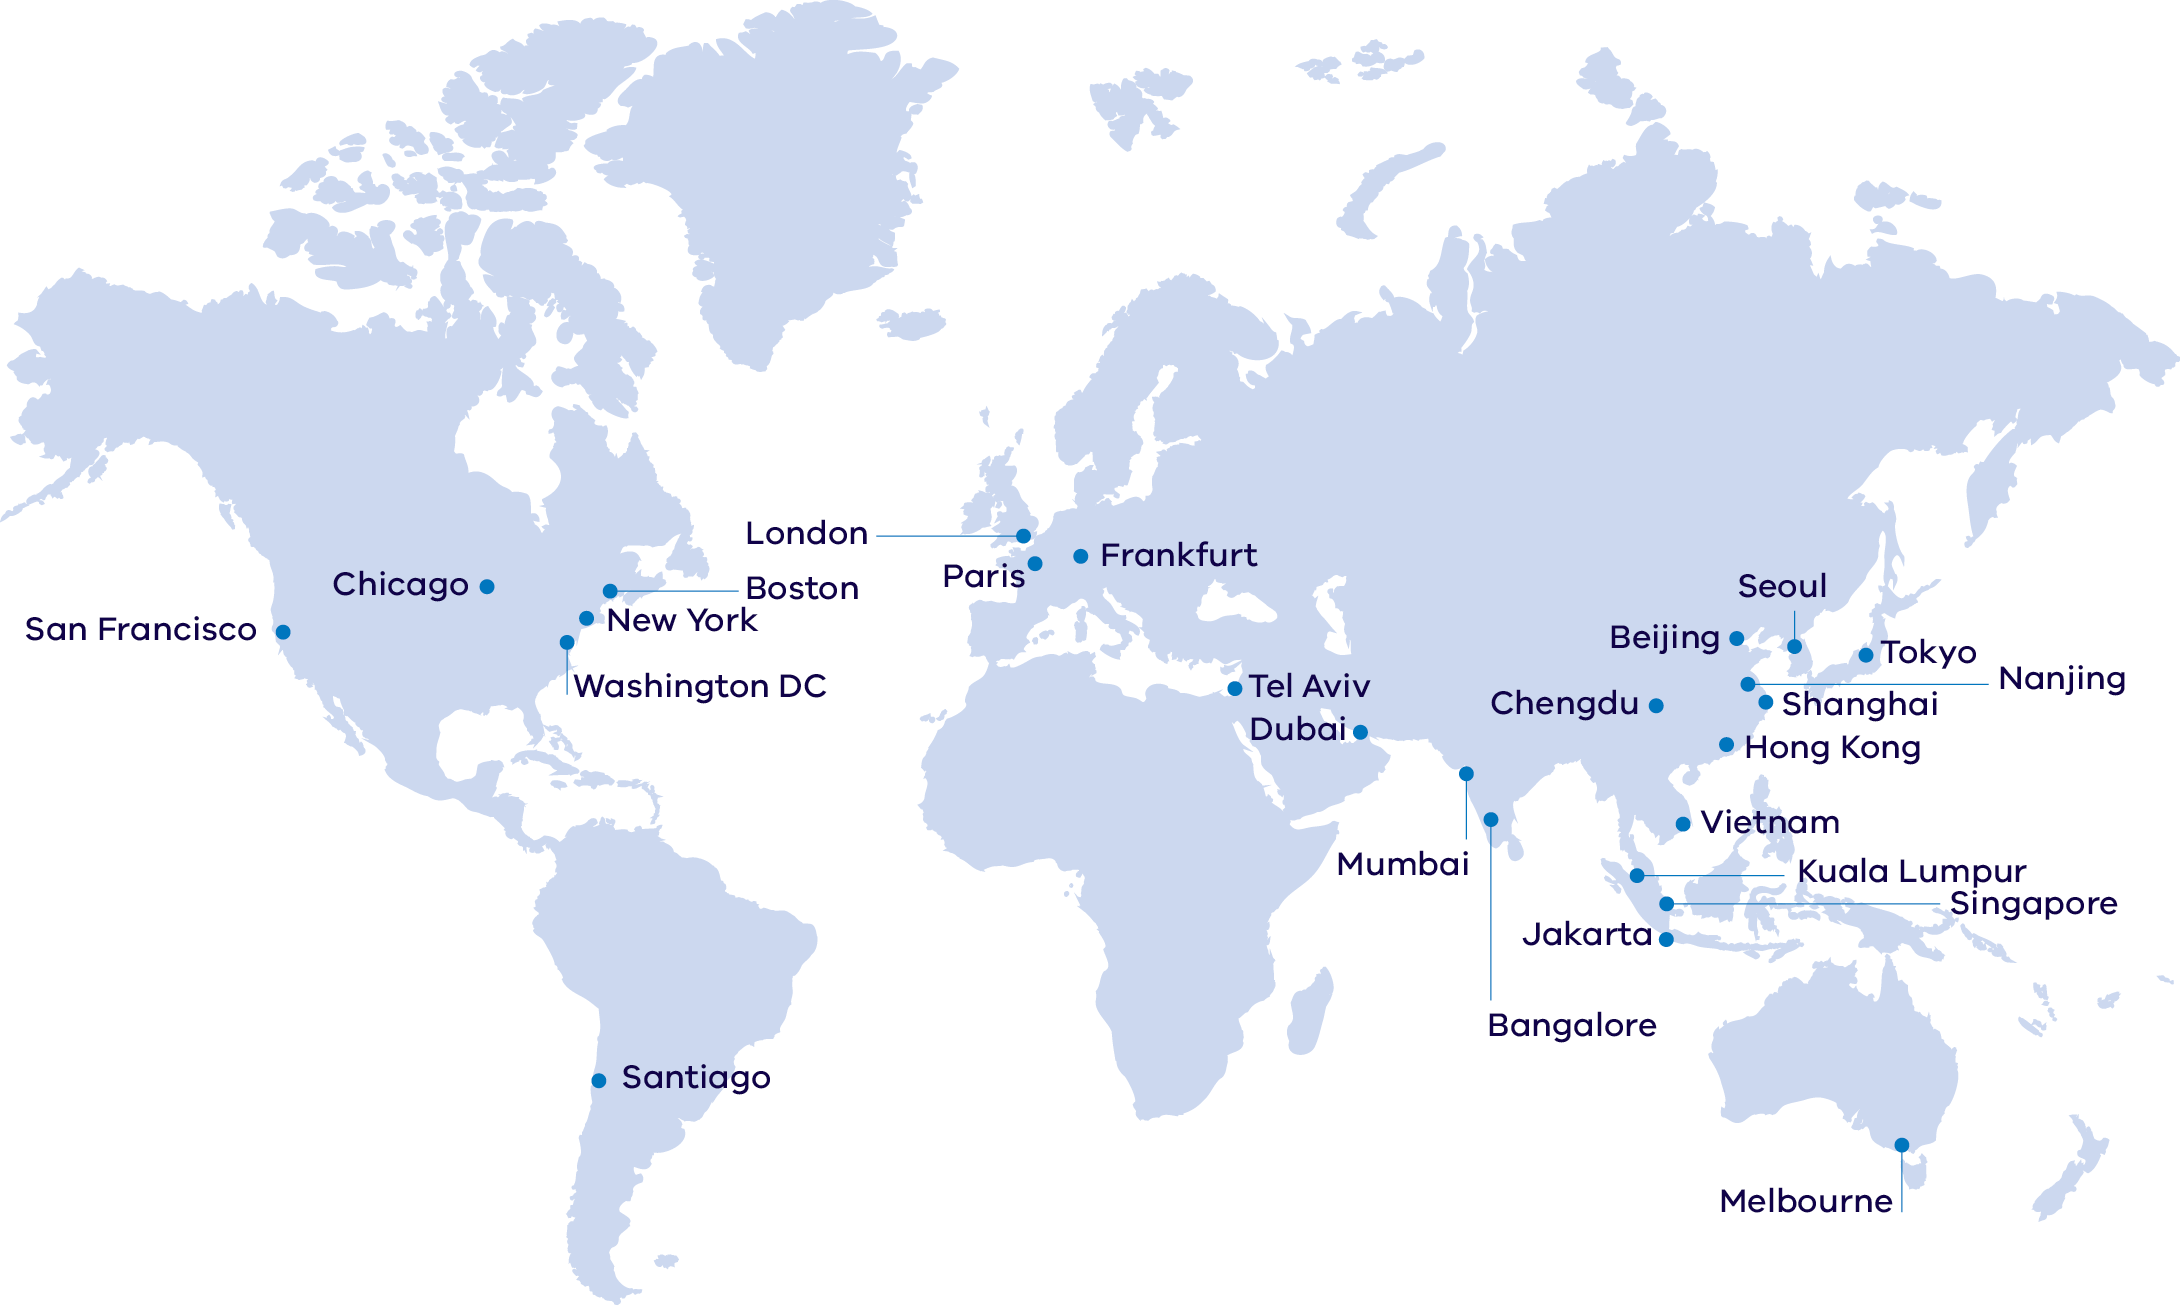 London
Frankfurt
Paris
Chicago
Boston
Seoul
New York
San Francisco
Beijing
Tokyo
Washington DC
Tel Aviv
Nanjing
Chengdu
Shanghai
Dubai
Hong Kong
Vietnam
Mumbai
Kuala Lumpur
Singapore
Jakarta
Bangalore
Santiago
Melbourne